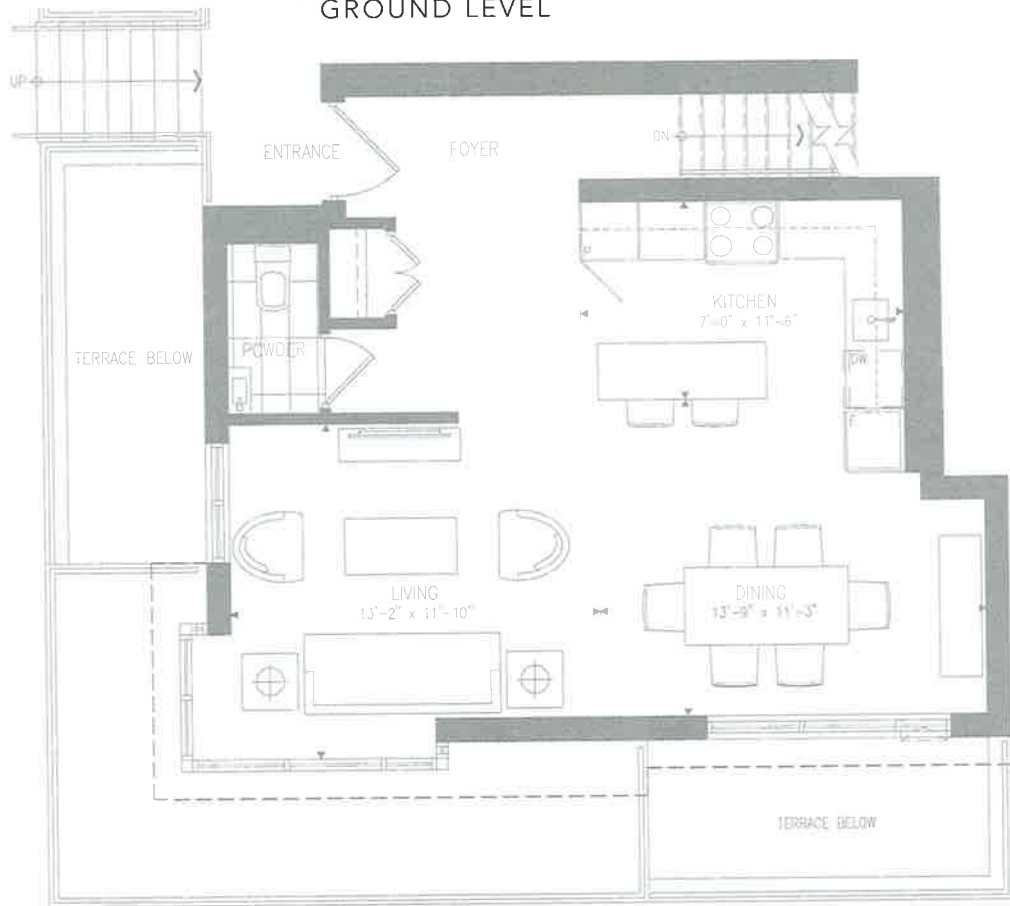 GROUND LEVEL
UP
ENTRANCE
FOYER
DN
KITCHEN
7'-0" x 11'-6"
TERRACE BELOW
POWDER
DW
F
LIVING
13'-2" x 11'-10"
DINING
13'-9" x 11'-3"
TERRACE BELOW